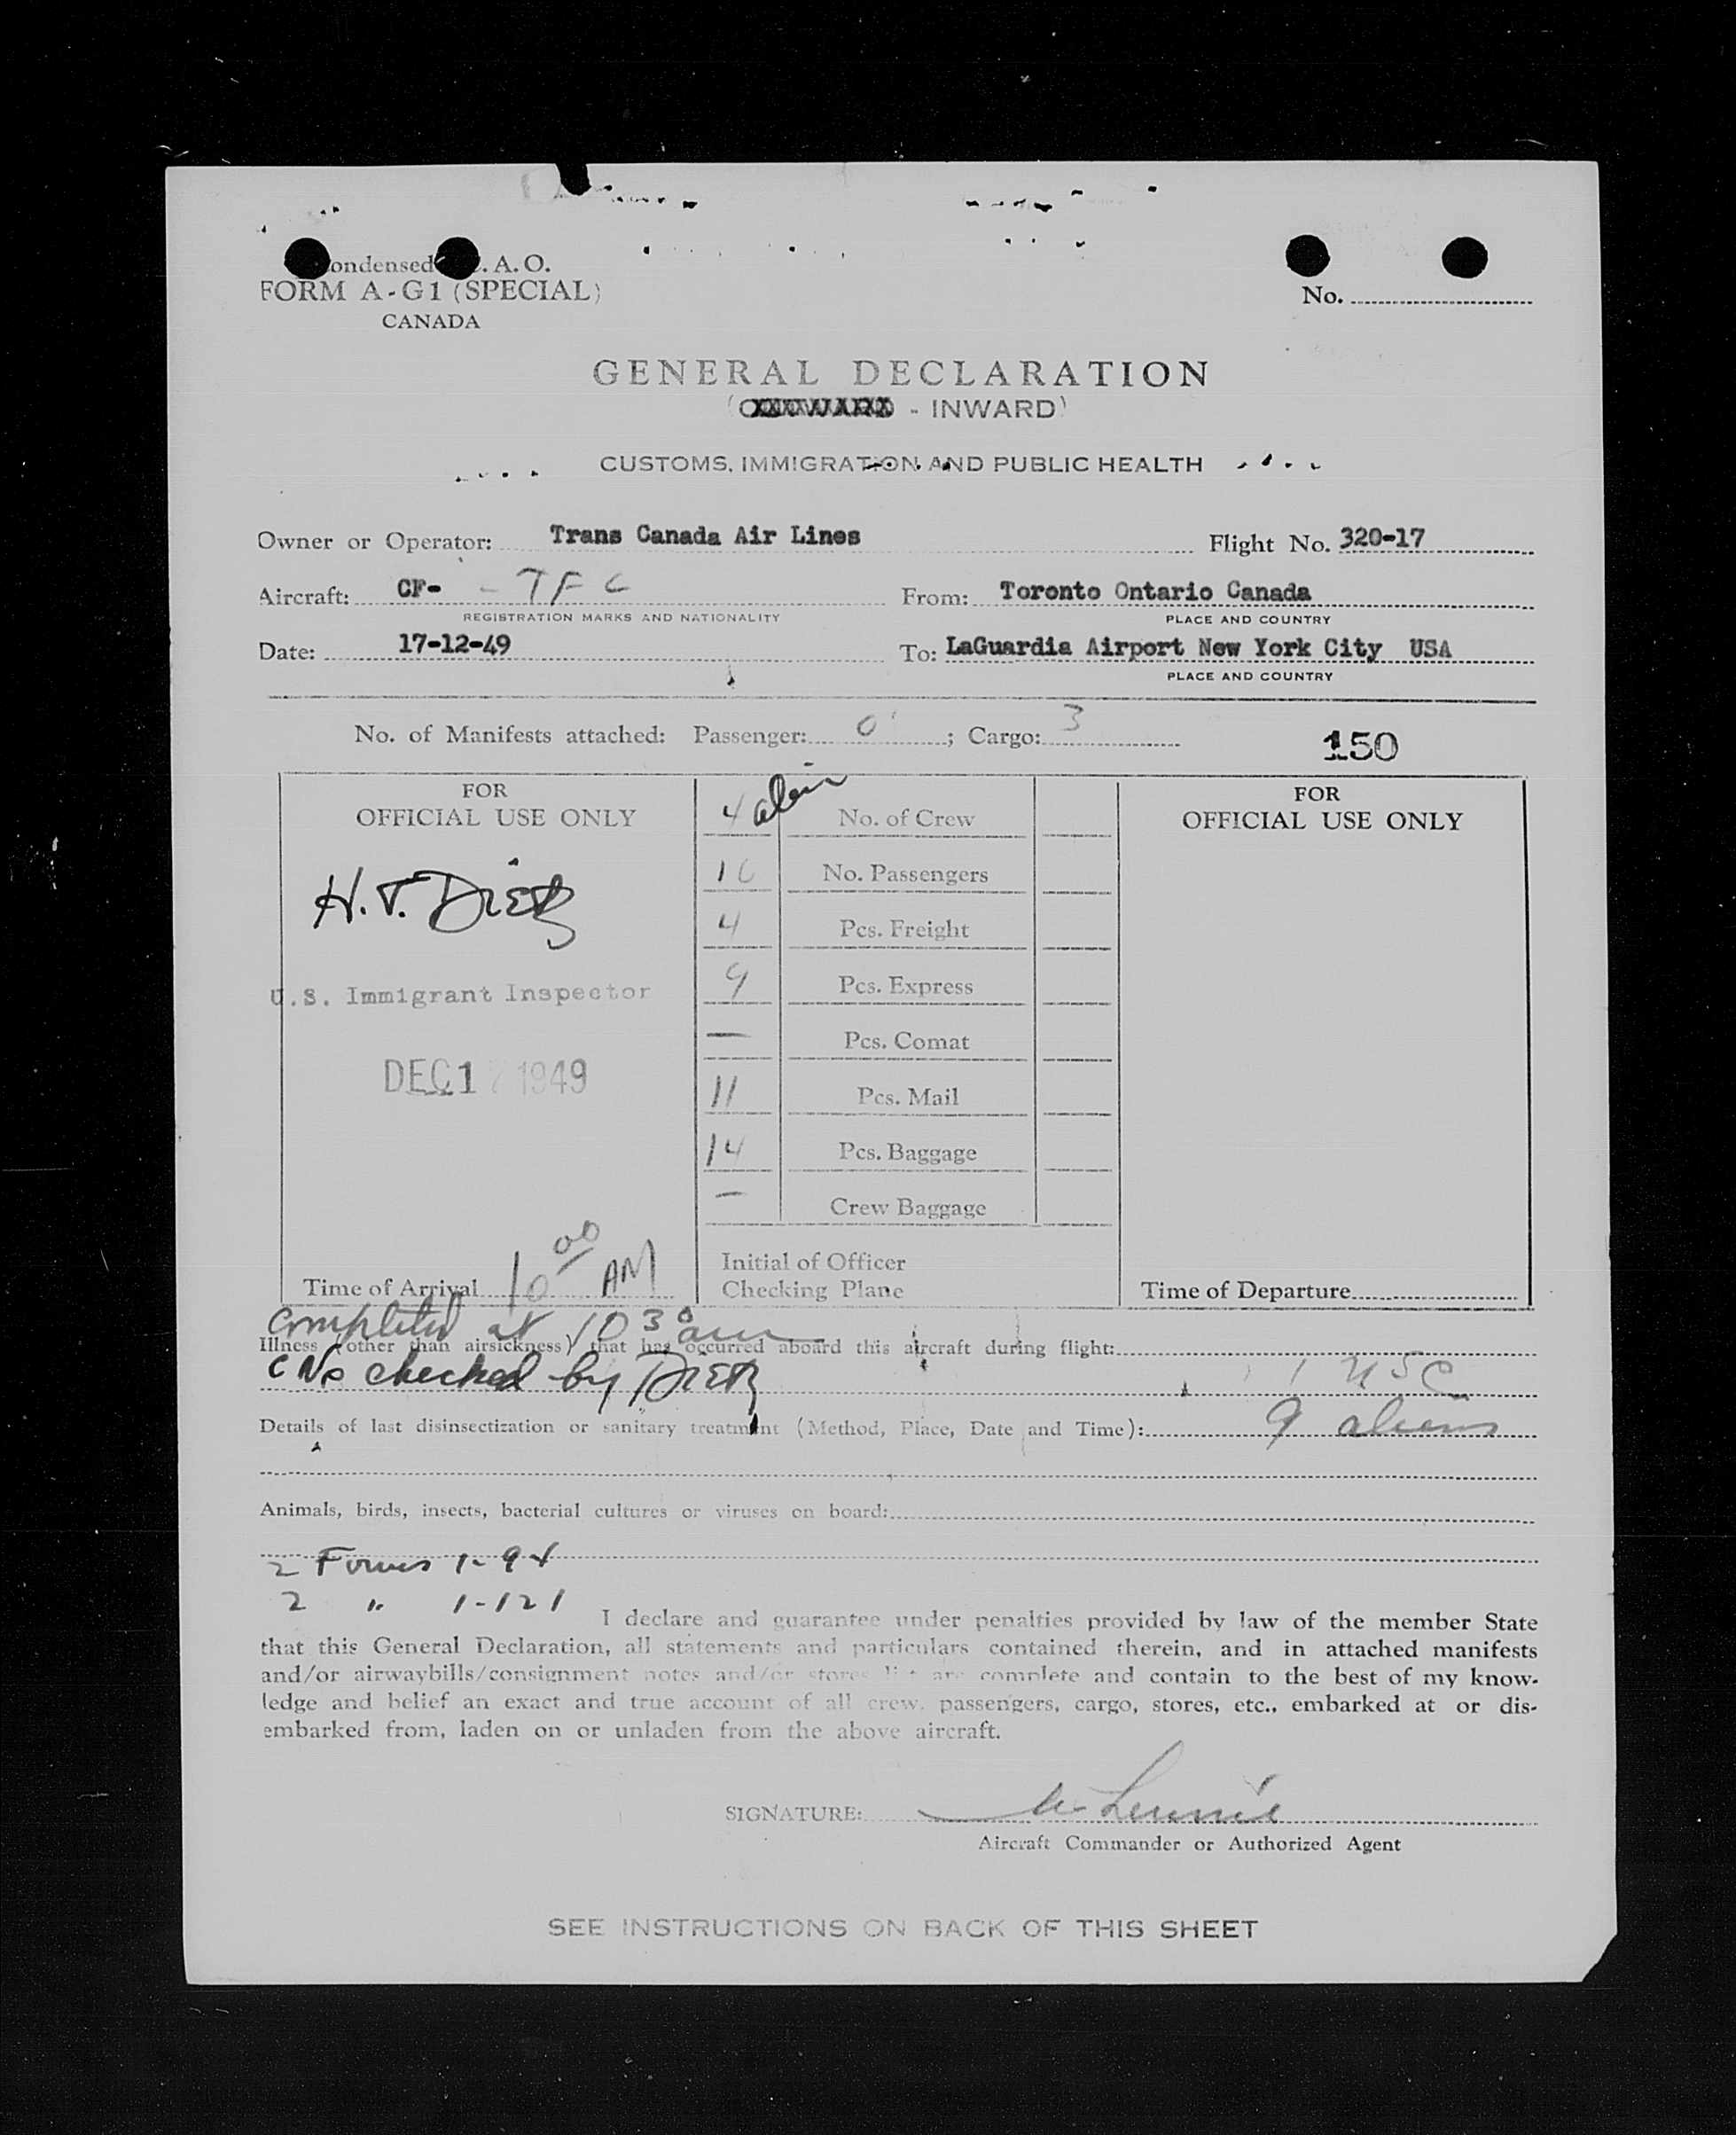 ondensed . A. O.
FORM A-G1 (SPECIAL)
CANADA
No.
GENERAL DECLARATION
- INWARD)
CUSTOMS, IMMIGRATION AND PUBLIC HEALTH
Owner or Operator: Trans Canada Air Lines Flight No. 320-17
Aircraft: CF- - TFC From: Toronto Ontario Canada
REGISTRATION MARKS AND NATIONALITY PLACE AND COUNTRY
Date: 17-12-49 To: LaGuardia Airport New York City USA
PLACE AND COUNTRY
No. of Manifests attached: Passenger: 0 ; Cargo: 3
150
FOR
OFFICIAL USE ONLY
H.T. Dietz
U.S. Immigrant Inspector
DEC 17 1949
Time of Arrival 10 00 AM
4 alien No. of Crew
10 No. Passengers
4 Pcs. Freight
9 Pcs. Express
— Pcs. Comat
11 Pcs. Mail
14 Pcs. Baggage
— Crew Baggage
Initial of Officer
Checking Plane
FOR
OFFICIAL USE ONLY
Time of Departure
Completed at 10 30 am
Illness (other than airsickness) that has occurred aboard this aircraft during flight:
checked by Dietz 1 USC
Details of last disinsectization or sanitary treatment (Method, Place, Date and Time): 9 aliens
Animals, birds, insects, bacterial cultures or viruses on board:
2 Forms 1-94
2 " 1-121
I declare and guarantee under penalties provided by law of the member State
that this General Declaration, all statements and particulars contained therein, and in attached manifests
and/or airwaybills/consignment notes and/or stores list are complete and contain to the best of my know-
ledge and belief an exact and true account of all crew, passengers, cargo, stores, etc., embarked at or dis-
embarked from, laden on or unladen from the above aircraft.
SIGNATURE:
Aircraft Commander or Authorized Agent
SEE INSTRUCTIONS ON BACK OF THIS SHEET